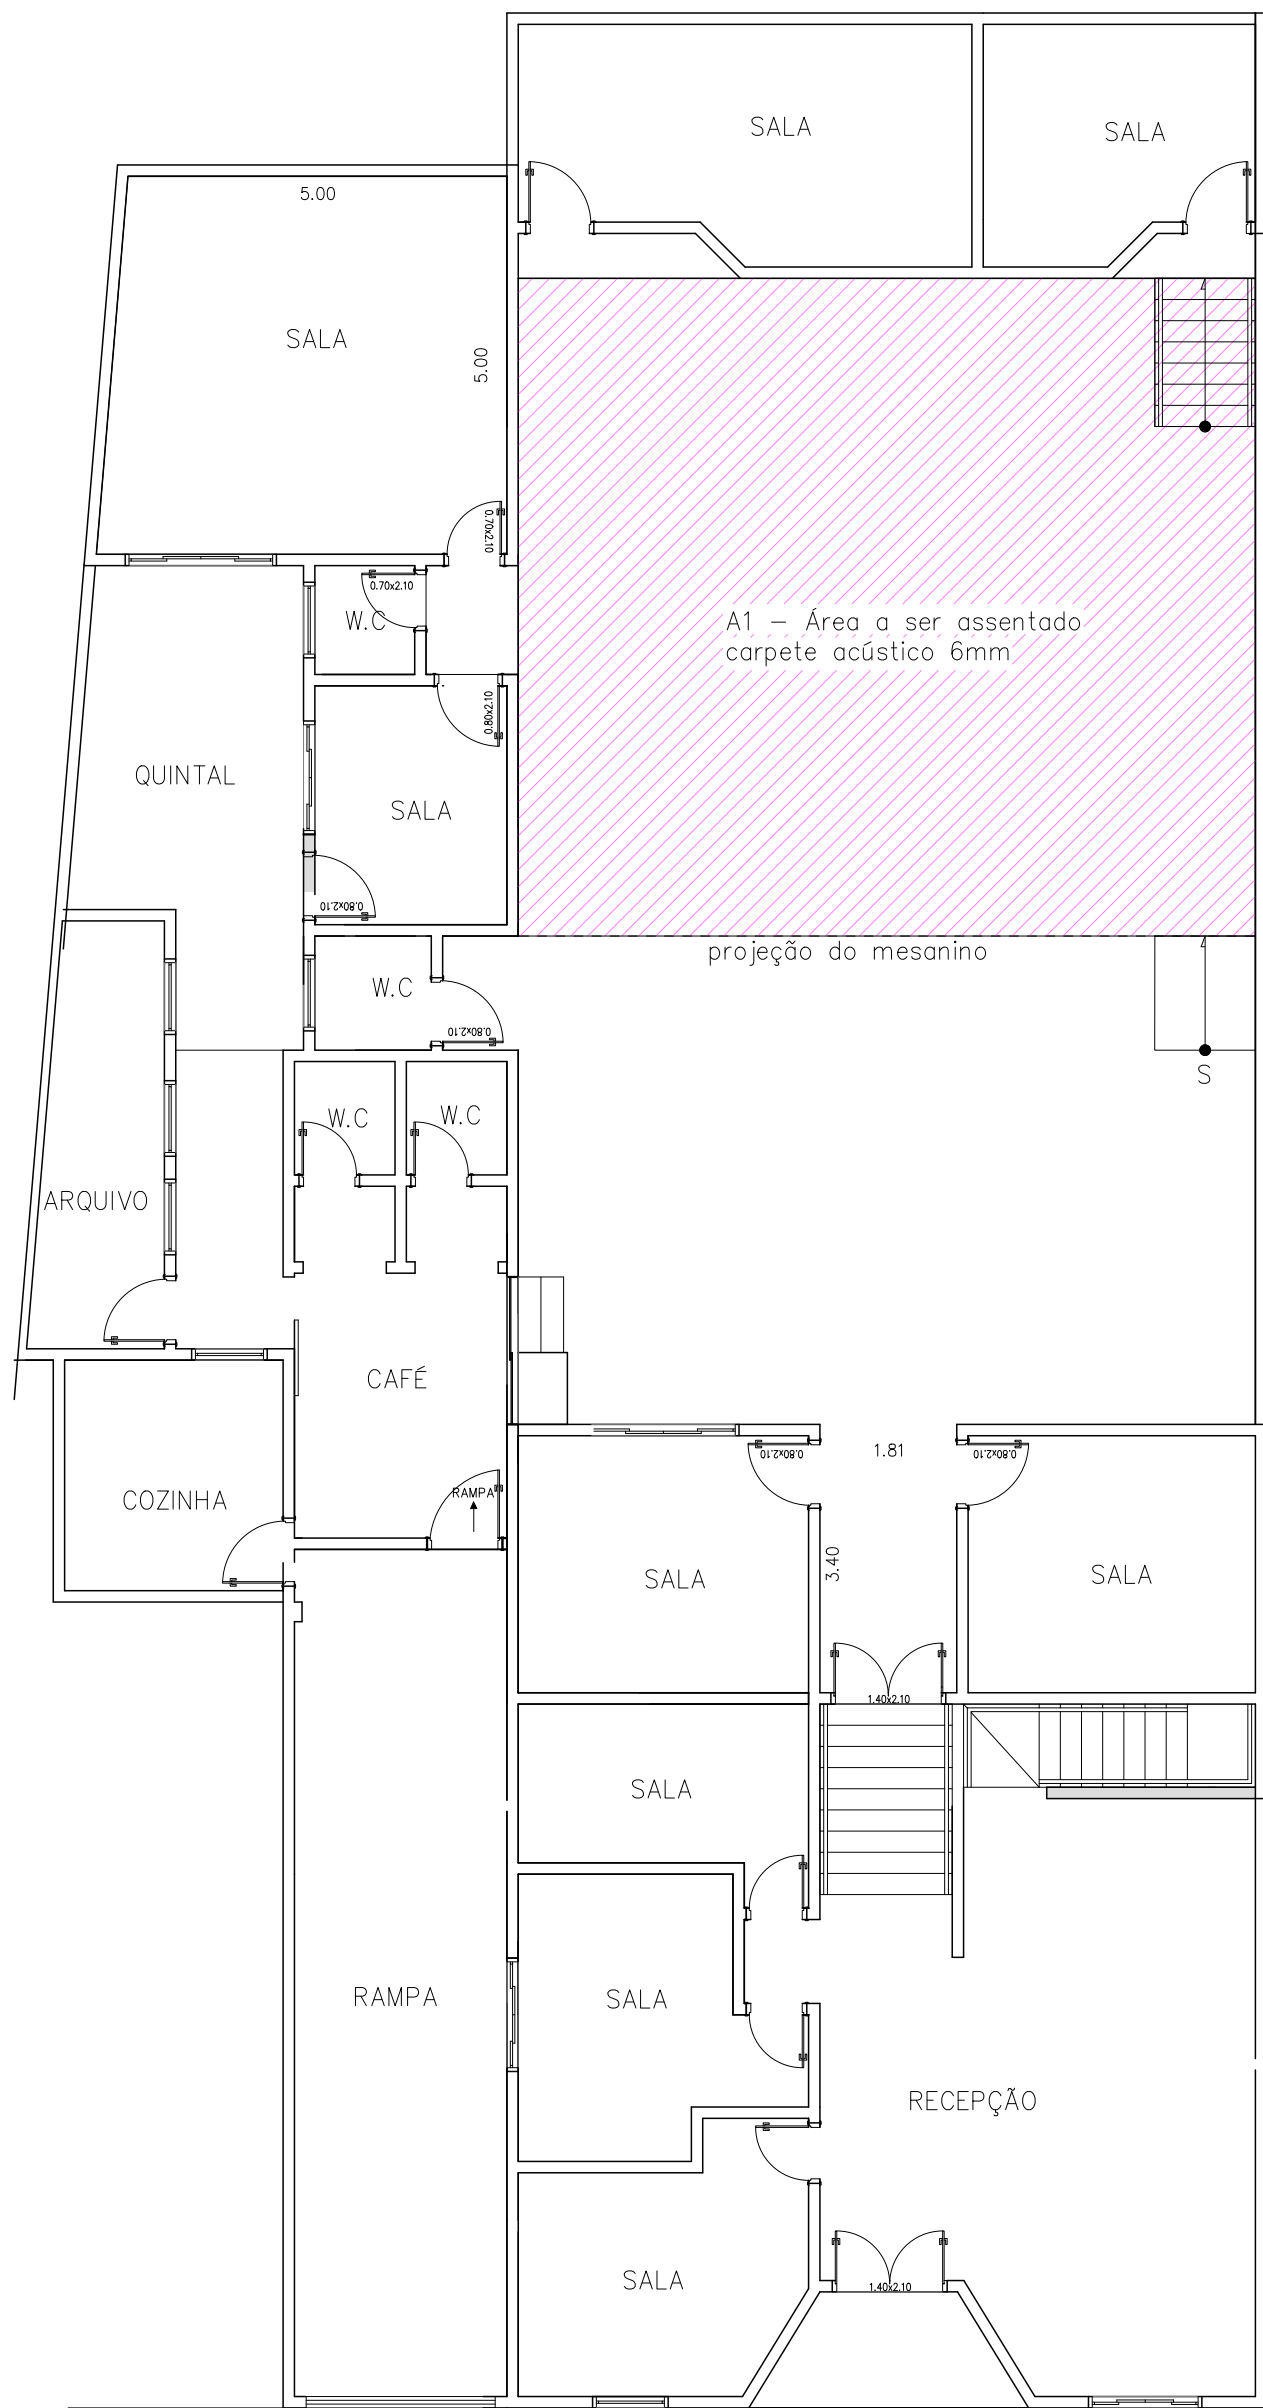 SALA
SALA
5.00
SALA
5.00
0.70x2.10
0.70x2.10
W.C
A1 – Área a ser assentado
carpete acústico 6mm
0.80x2.10
QUINTAL
SALA
0.80x2.10
projeção do mesanino
W.C
0.80x2.10
S
W.C
W.C
ARQUIVO
CAFÉ
0.80x2.10
1.81
0.80x2.10
RAMPA
COZINHA
3.40
SALA
SALA
1.40x2.10
SALA
RAMPA
SALA
RECEPÇÃO
SALA
1.40x2.10